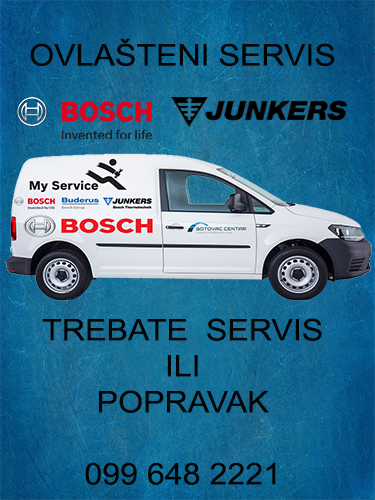 OVLAŠTENI SERVIS
BOSCH
Invented for life
JUNKERS
My Service
BOSCH
Invented for life
Buderus
Bosch Group
JUNKERS
Bosch Thermotechnik
BOSCH
GOTOVAC CENTAR
TREBATE SERVIS
ILI
POPRAVAK
099 648 2221